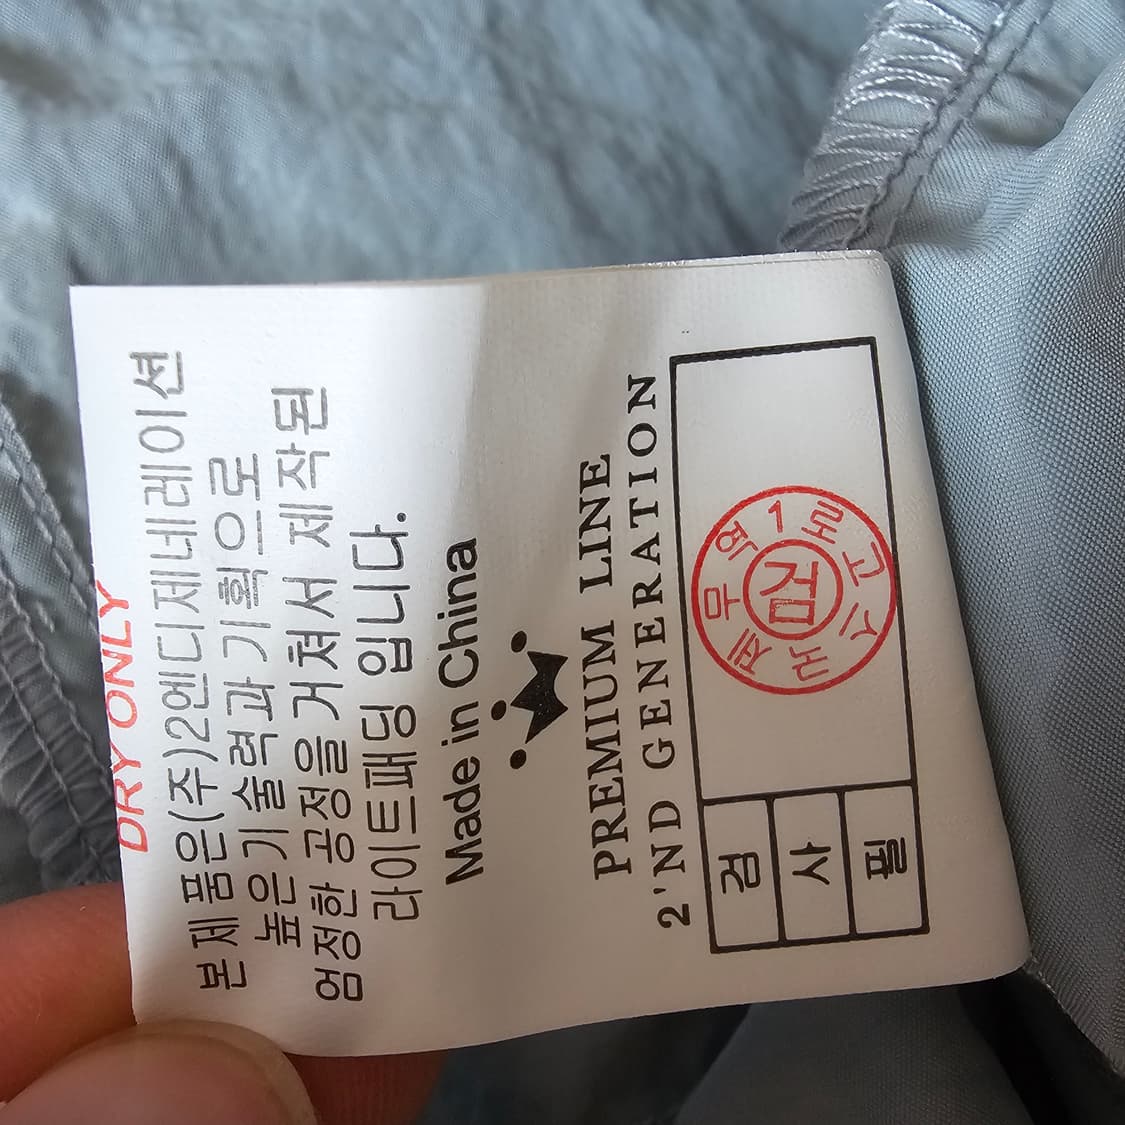 DRY ONLY
본 제품은(주)2엔디제네레이션
높은기술력과 기획으로
엄정한 공정을 거쳐서 제작된
라이트패딩 입니다.
Made in China
PREMIUM LINE
2'ND GENERATION
검
사
필
검